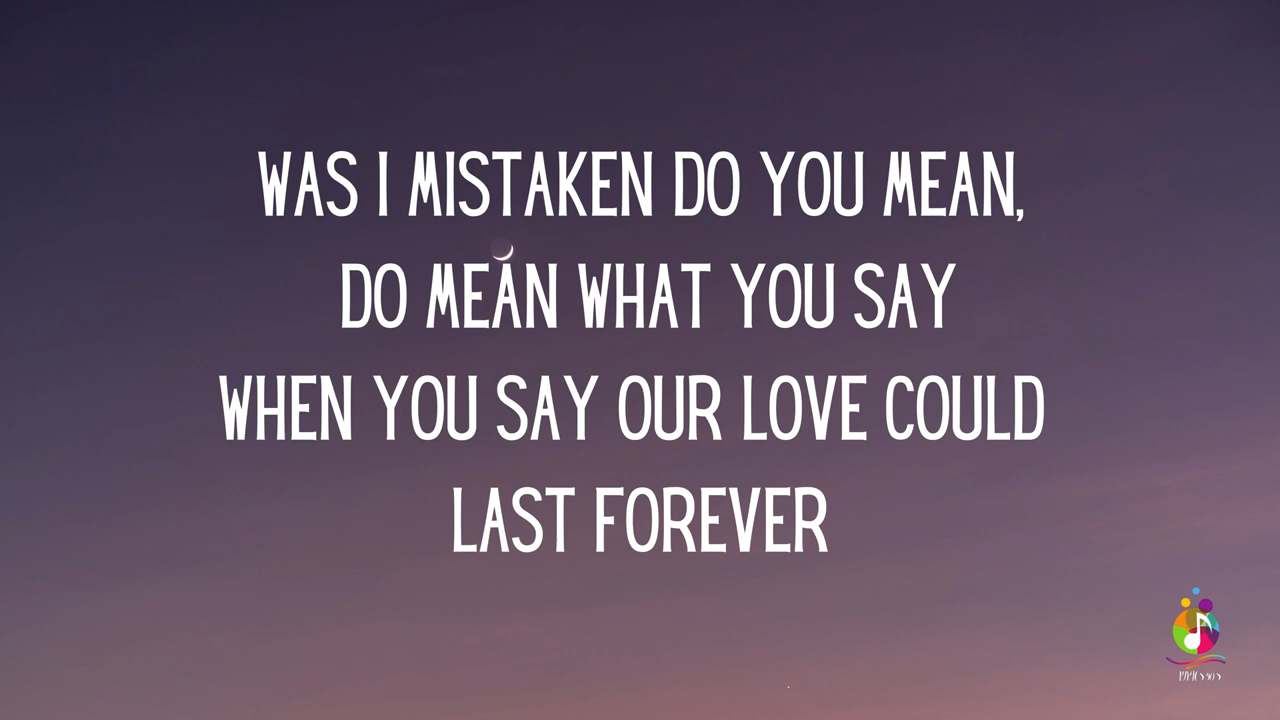 WAS I MISTAKEN DO YOU MEAN,
DO MEAN WHAT YOU SAY
WHEN YOU SAY OUR LOVE COULD
LAST FOREVER